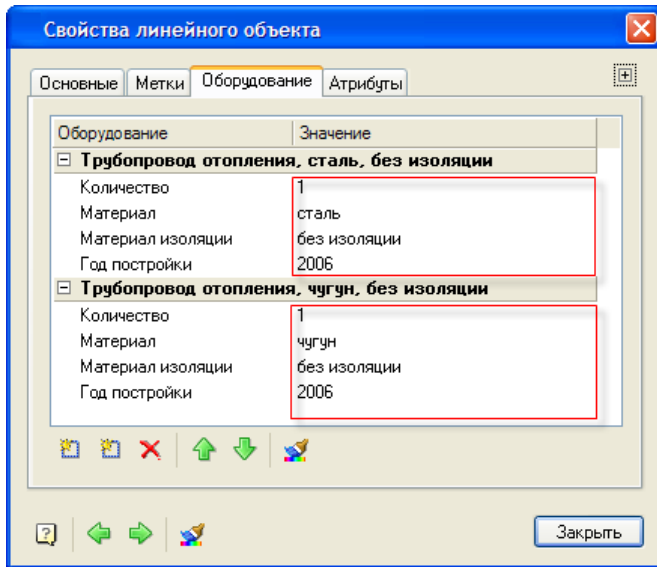 Свойства линейного объекта
Основные Метки Оборудование Атрибуты
Оборудование Значение
Трубопровод отопления, сталь, без изоляции
Количество 1
Материал сталь
Материал изоляции без изоляции
Год постройки 2006
Трубопровод отопления, чугун, без изоляции
Количество 1
Материал чугун
Материал изоляции без изоляции
Год постройки 2006
Закрыть